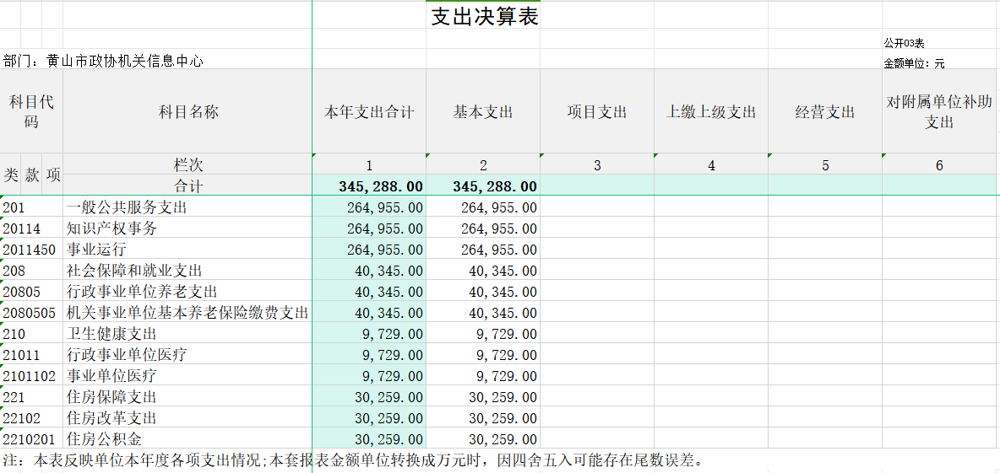 支出决算表
公开03表
部门：黄山市政协机关信息中心
金额单位：元
科目代码 科目名称 本年支出合计 基本支出 项目支出 上缴上级支出 经营支出 对附属单位补助支出
类 款 项 栏次 1 2 3 4 5 6
合计 345,288.00 345,288.00
201 一般公共服务支出 264,955.00 264,955.00
20114 知识产权事务 264,955.00 264,955.00
2011450 事业运行 264,955.00 264,955.00
208 社会保障和就业支出 40,345.00 40,345.00
20805 行政事业单位养老支出 40,345.00 40,345.00
2080505 机关事业单位基本养老保险缴费支出 40,345.00 40,345.00
210 卫生健康支出 9,729.00 9,729.00
21011 行政事业单位医疗 9,729.00 9,729.00
2101102 事业单位医疗 9,729.00 9,729.00
221 住房保障支出 30,259.00 30,259.00
22102 住房改革支出 30,259.00 30,259.00
2210201 住房公积金 30,259.00 30,259.00
注：本表反映单位本年度各项支出情况;本套报表金额单位转换成万元时，因四舍五入可能存在尾数误差。